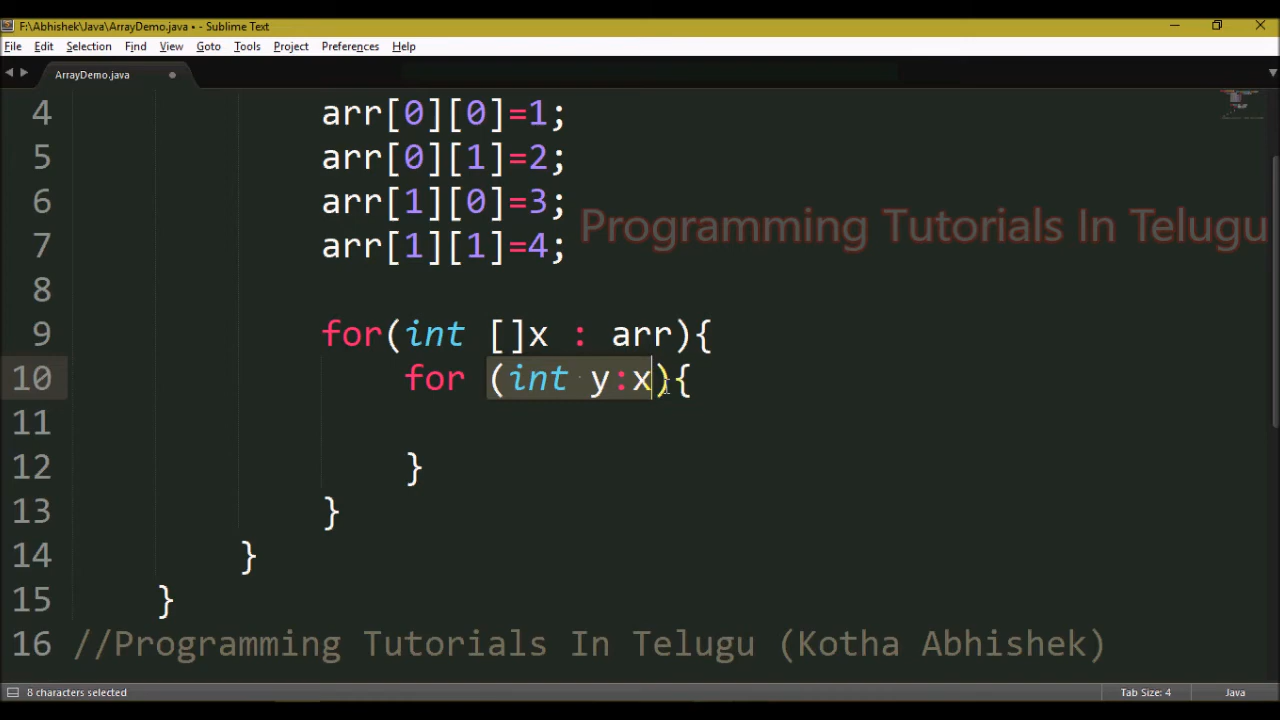 F:\Abhishek\Java\ArrayDemo.java • - Sublime Text
File Edit Selection Find View Goto Tools Project Preferences Help
ArrayDemo.java
4 arr[0][0]=1;
5 arr[0][1]=2;
6 arr[1][0]=3;
Programming Tutorials In Telugu
7 arr[1][1]=4;
8
9 for(int []x : arr){
10 for (int y:x){
11
12 }
13 }
14 }
15 }
16 //Programming Tutorials In Telugu (Kotha Abhishek)
8 characters selected Tab Size: 4 Java